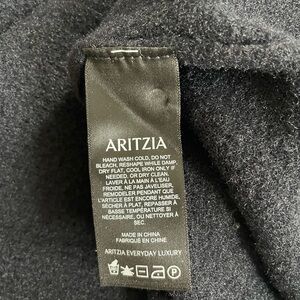 ARITZIA
HAND WASH COLD, DO NOT
BLEACH, RESHAPE WHILE DAMP,
DRY FLAT, COOL IRON ONLY IF
NEEDED, OR DRY CLEAN.
LAVER À LA MAIN À L'EAU
FROIDE, NE PAS JAVELISER,
REMODELER PENDANT QUE
L'ARTICLE EST ENCORE HUMIDE,
SÉCHER À PLAT, REPASSER À
BASSE TEMPÉRATURE SI
NÉCESSAIRE, OU NETTOYER À
SEC.
MADE IN CHINA
FABRIQUÉ EN CHINE
ARITZIA EVERYDAY LUXURY